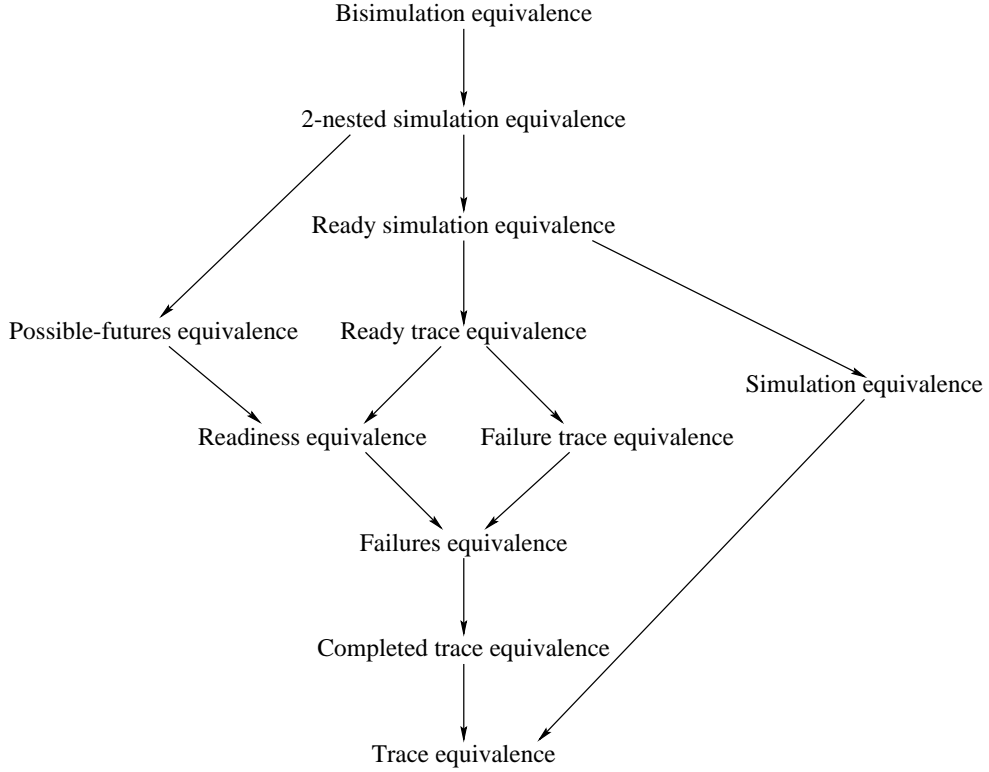 Bisimulation equivalence
2-nested simulation equivalence
Ready simulation equivalence
Possible-futures equivalence
Ready trace equivalence
Simulation equivalence
Readiness equivalence
Failure trace equivalence
Failures equivalence
Completed trace equivalence
Trace equivalence